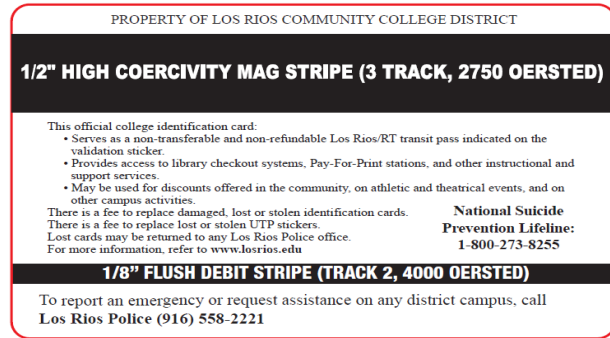 PROPERTY OF LOS RIOS COMMUNITY COLLEGE DISTRICT
1/2" HIGH COERCIVITY MAG STRIPE (3 TRACK, 2750 OERSTED)
This official college identification card:
• Serves as a non-transferable and non-refundable Los Rios/RT transit pass indicated on the
validation sticker.
• Provides access to library checkout systems, Pay-For-Print stations, and other instructional and
support services.
• May be used for discounts offered in the community, on athletic and theatrical events, and on
other campus activities.
There is a fee to replace damaged, lost or stolen identification cards.
There is a fee to replace lost or stolen UTP stickers.
Lost cards may be returned to any Los Rios Police office.
For more information, refer to www.losrios.edu
National Suicide
Prevention Lifeline:
1-800-273-8255
1/8” FLUSH DEBIT STRIPE (TRACK 2, 4000 OERSTED)
To report an emergency or request assistance on any district campus, call
Los Rios Police (916) 558-2221